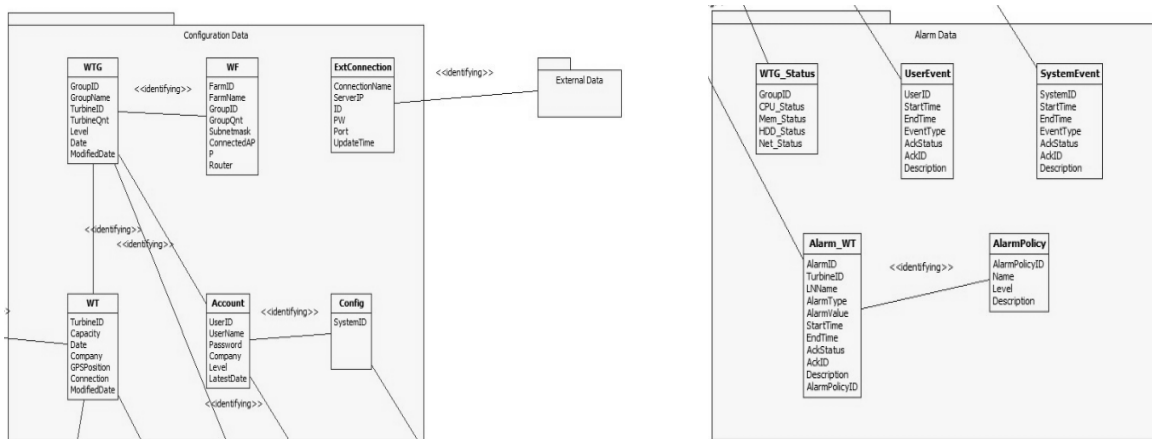 Configuration Data
WTG
GroupID
GroupName
TurbineID
TurbineQnt
Level
Date
ModifiedDate
<<identifying>>
WF
FarmID
FarmName
GroupID
GroupQnt
Subnetmask
ConnectedAP
P
Router
ExtConnection
ConnectionName
ServerIP
ID
PW
Port
UpdateTime
<<identifying>>
External Data
<<identifying>>
<<identifying>>
WT
TurbineID
Capacity
Date
Company
GPSPosition
Connection
ModifiedDate
Account
UserID
UserName
Password
Company
Level
LatestDate
<<identifying>>
Config
SystemID
<<identifying>>
Alarm Data
WTG_Status
GroupID
CPU_Status
Mem_Status
HDD_Status
Net_Status
UserEvent
UserID
StartTime
EndTime
EventType
AckStatus
AckID
Description
SystemEvent
SystemID
StartTime
EndTime
EventType
AckStatus
AckID
Description
Alarm_WT
AlarmID
TurbineID
LNName
AlarmType
AlarmValue
StartTime
EndTime
AckStatus
AckID
Description
AlarmPolicyID
<<identifying>>
AlarmPolicy
AlarmPolicyID
Name
Level
Description